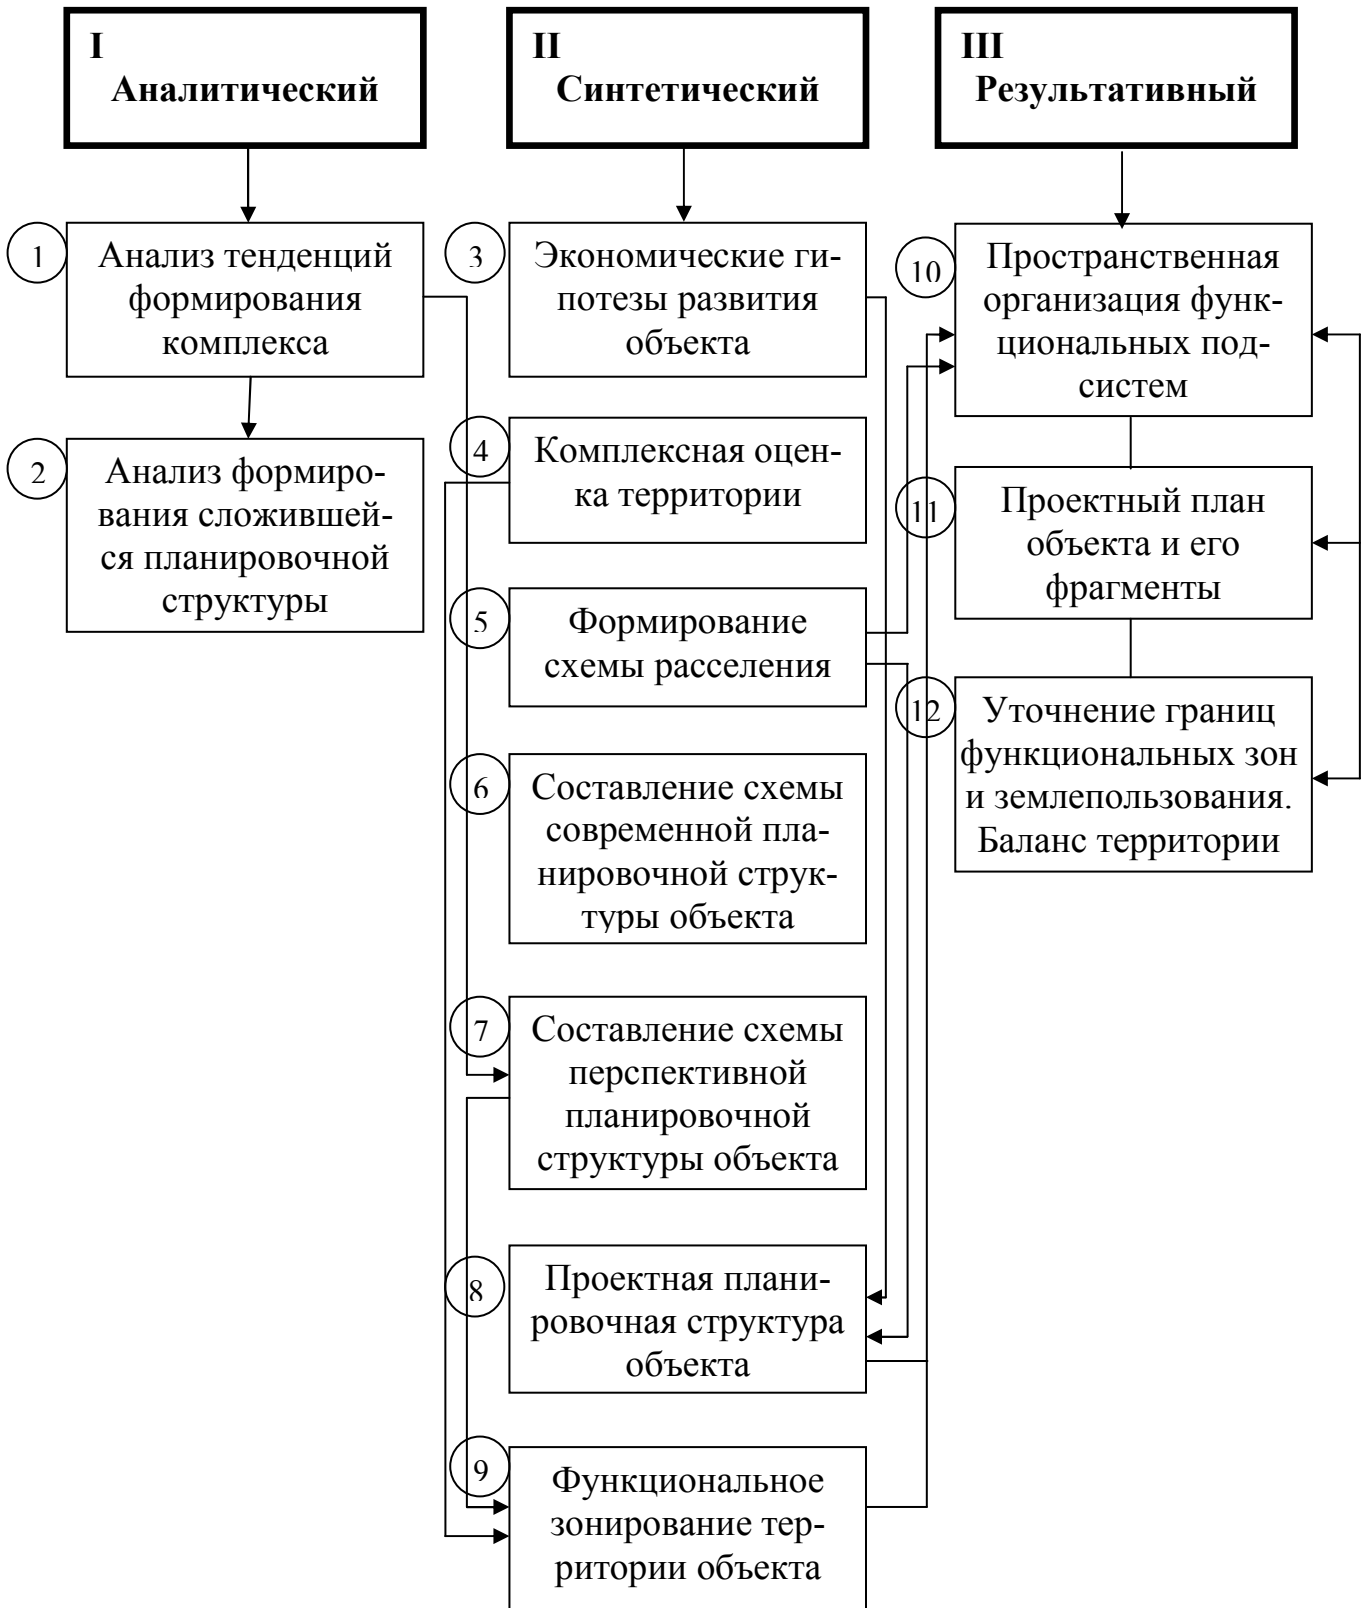 I
Аналитический
1
Анализ тенденций
формирования
комплекса
2
Анализ формиро-
вания сложившей-
ся планировочной
структуры
II
Синтетический
3
Экономические ги-
потезы развития
объекта
4
Комплексная оцен-
ка территории
5
Формирование
схемы расселения
6
Составление схемы
современной пла-
нировочной струк-
туры объекта
7
Составление схемы
перспективной
планировочной
структуры объекта
8
Проектная плани-
ровочная структура
объекта
9
Функциональное
зонирование тер-
ритории объекта
III
Результативный
10
Пространственная
организация функ-
циональных под-
систем
11
Проектный план
объекта и его
фрагменты
12
Уточнение границ
функциональных зон
и землепользования.
Баланс территории